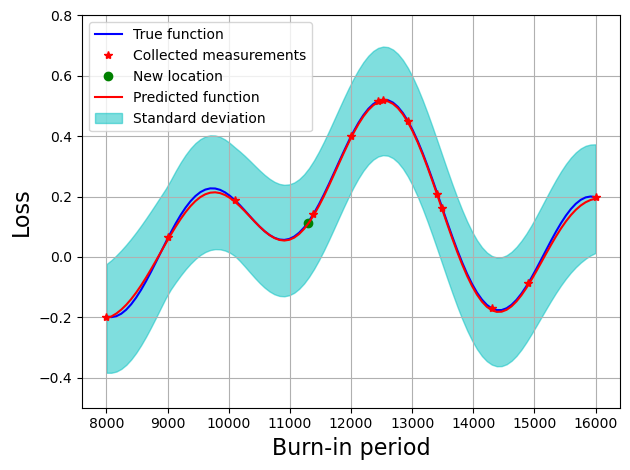 True function
Collected measurements
New location
Predicted function
Standard deviation
0.8
0.6
0.4
0.2
0.0
−0.2
−0.4
Loss
8000 9000 10000 11000 12000 13000 14000 15000 16000
Burn-in period